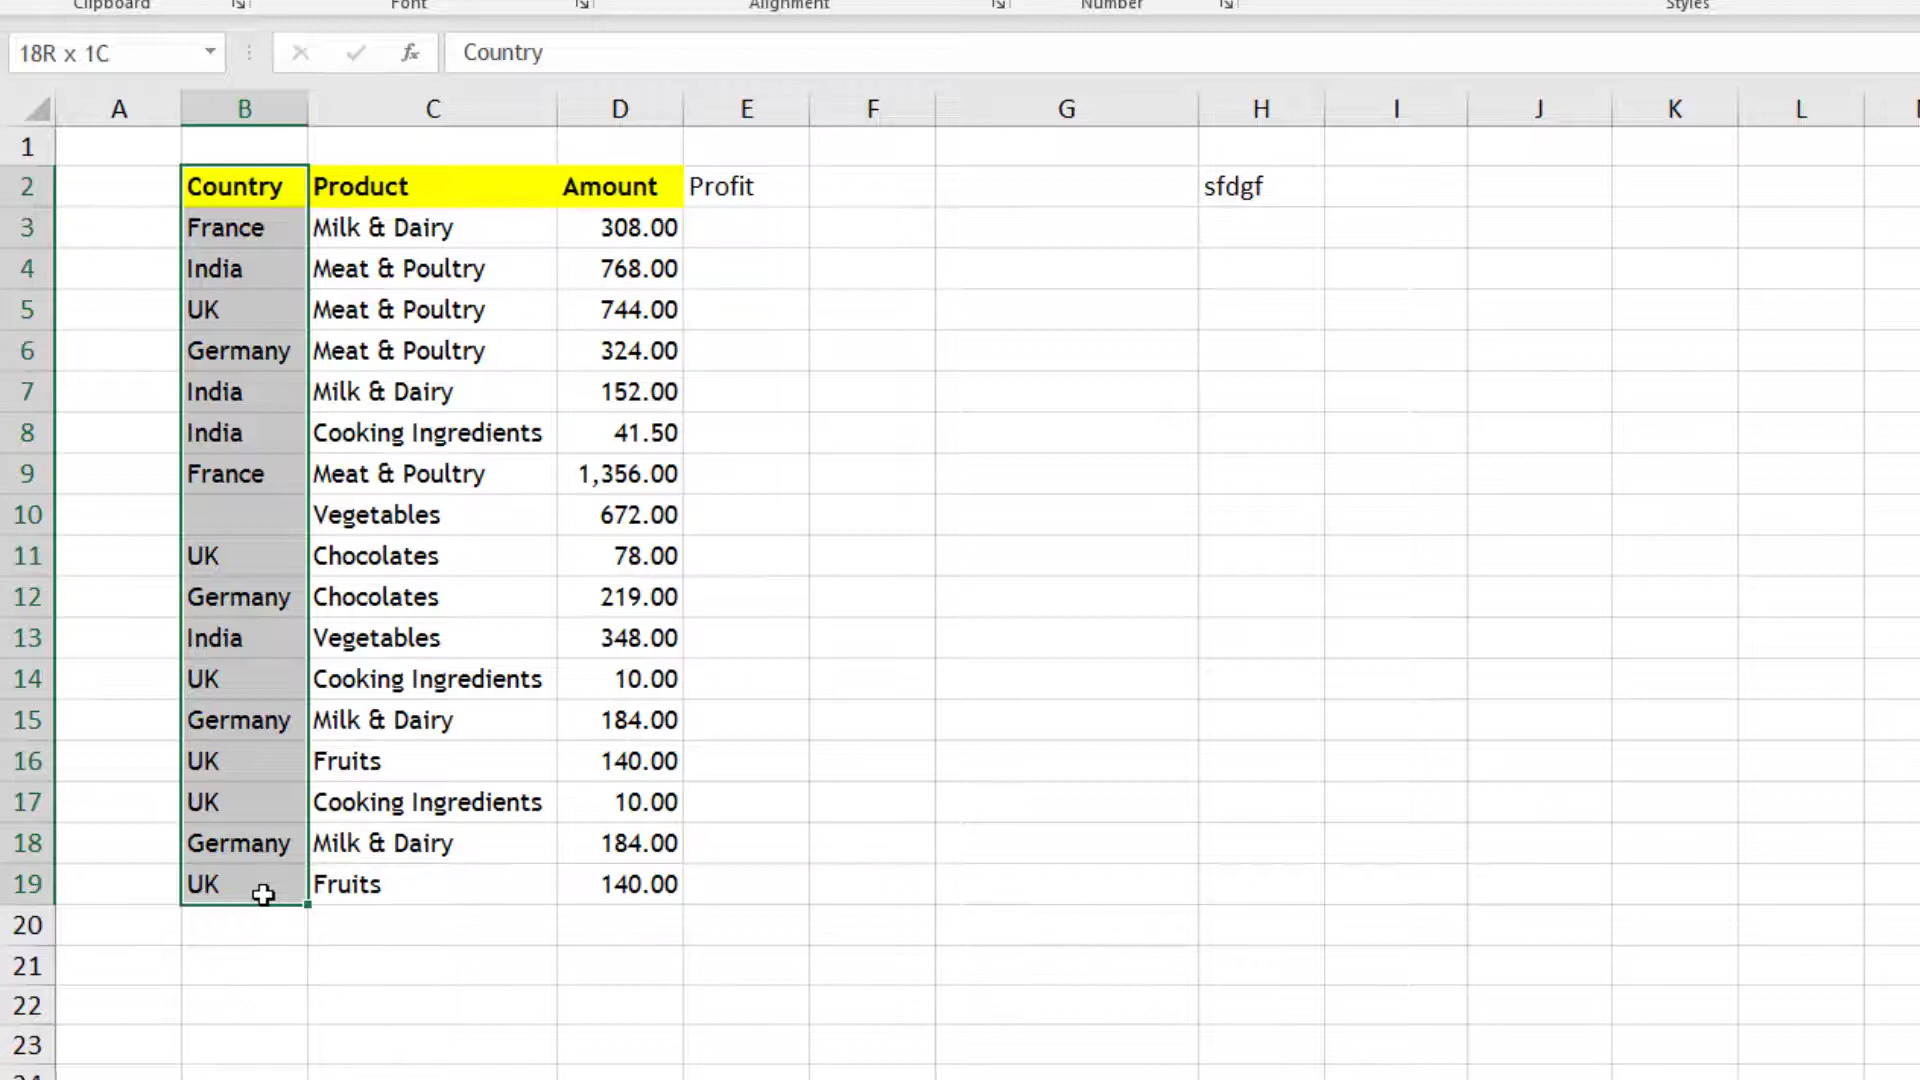 Clipboard Font Alignment Number Styles
18R x 1C fx Country
A B C D E F G H I J K L
1
2 Country Product Amount Profit sfdgf
3 France Milk & Dairy 308.00
4 India Meat & Poultry 768.00
5 UK Meat & Poultry 744.00
6 Germany Meat & Poultry 324.00
7 India Milk & Dairy 152.00
8 India Cooking Ingredients 41.50
9 France Meat & Poultry 1,356.00
10 Vegetables 672.00
11 UK Chocolates 78.00
12 Germany Chocolates 219.00
13 India Vegetables 348.00
14 UK Cooking Ingredients 10.00
15 Germany Milk & Dairy 184.00
16 UK Fruits 140.00
17 UK Cooking Ingredients 10.00
18 Germany Milk & Dairy 184.00
19 UK Fruits 140.00
20
21
22
23